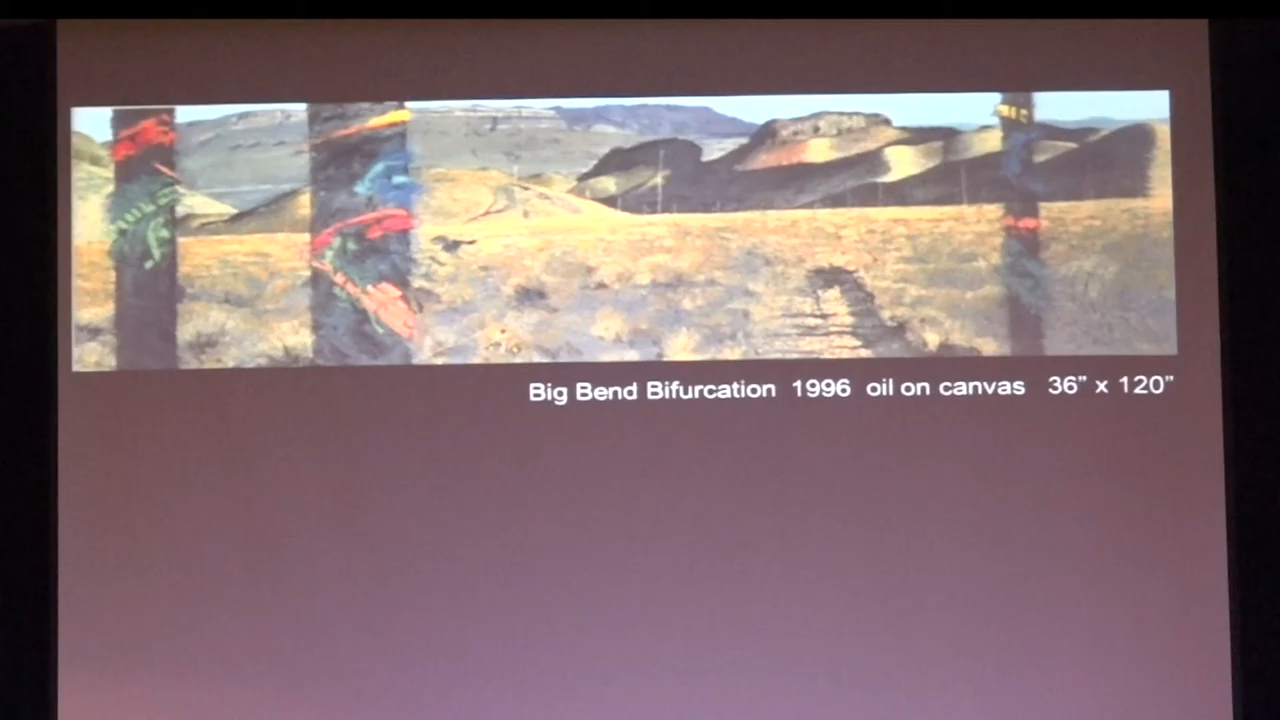 Big Bend Bifurcation 1996 oil on canvas 36” x 120”